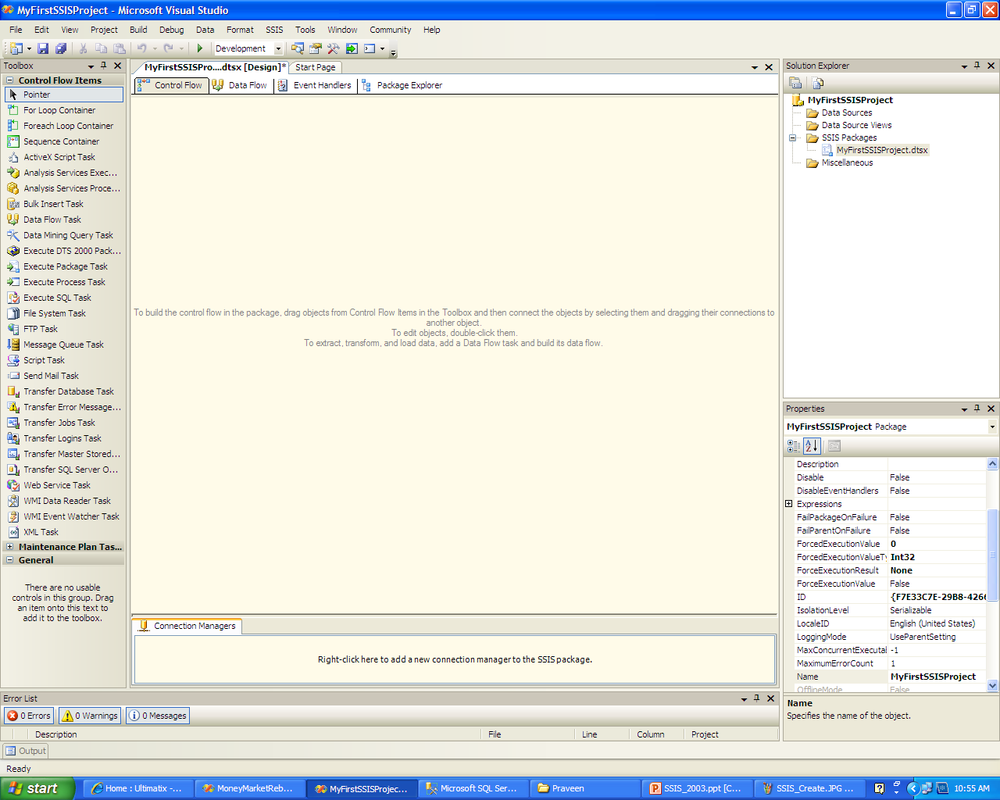 MyFirstSSISProject - Microsoft Visual Studio
File Edit View Project Build Debug Data Format SSIS Tools Window Community Help
Development
Toolbox
Control Flow Items
Pointer
For Loop Container
Foreach Loop Container
Sequence Container
ActiveX Script Task
Analysis Services Exec...
Analysis Services Proce...
Bulk Insert Task
Data Flow Task
Data Mining Query Task
Execute DTS 2000 Pack...
Execute Package Task
Execute Process Task
Execute SQL Task
File System Task
FTP Task
Message Queue Task
Script Task
Send Mail Task
Transfer Database Task
Transfer Error Message...
Transfer Jobs Task
Transfer Logins Task
Transfer Master Stored...
Transfer SQL Server O...
Web Service Task
WMI Data Reader Task
WMI Event Watcher Task
XML Task
Maintenance Plan Tas...
General
There are no usable
controls in this group. Drag
an item onto this text to
add it to the toolbox.
MyFirstSSISPro....dtsx [Design]* Start Page
Control Flow Data Flow Event Handlers Package Explorer
To build the control flow in the package, drag objects from Control Flow Items in the Toolbox and then connect the objects by selecting them and dragging their connections to
another object.
To edit objects, double-click them.
To extract, transform, and load data, add a Data Flow task and build its data flow.
Connection Managers
Right-click here to add a new connection manager to the SSIS package.
Solution Explorer
MyFirstSSISProject
Data Sources
Data Source Views
SSIS Packages
MyFirstSSISProject.dtsx
Miscellaneous
Properties
MyFirstSSISProject Package
Description
Disable False
DisableEventHandlers False
Expressions
FailPackageOnFailure False
FailParentOnFailure False
ForcedExecutionValue 0
ForcedExecutionValueTy Int32
ForceExecutionResult None
ForceExecutionValue False
ID {F7E33C7E-29B8-4266
IsolationLevel Serializable
LocaleID English (United States)
LoggingMode UseParentSetting
MaxConcurrentExecutal -1
MaximumErrorCount 1
Name MyFirstSSISProject
OfflineMode False
Name
Specifies the name of the object.
Error List
0 Errors 0 Warnings 0 Messages
Description File Line Column Project
Output
Ready
start Home : Ultimatix -... MoneyMarketReb... MyFirstSSISProjec... Microsoft SQL Ser... Praveen SSIS_2003.ppt [C... SSIS_Create.JPG ... 10:55 AM